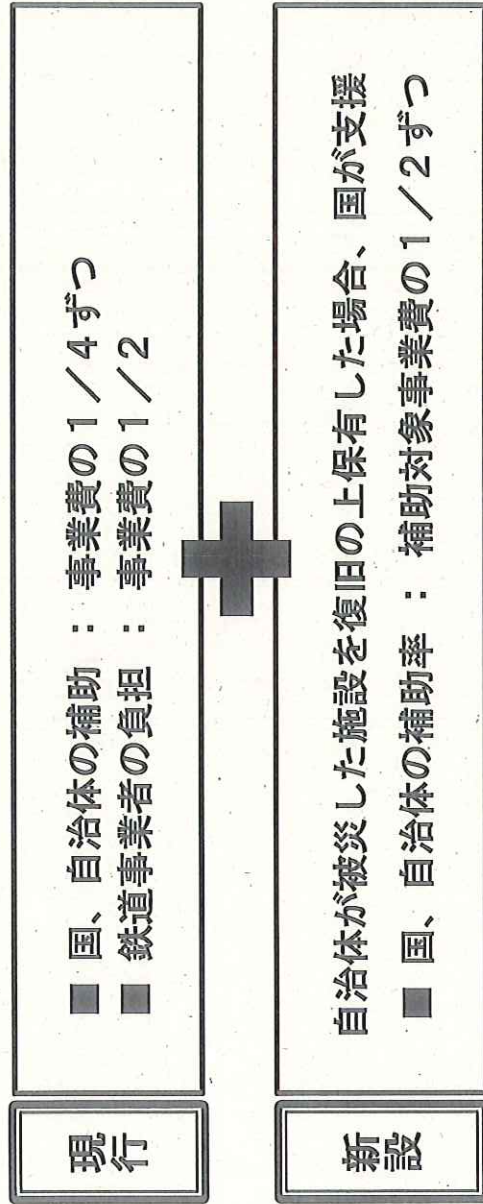 現行
■ 国、自治体の補助 ： 事業費の１／４ずつ
■ 鉄道事業者の負担 ： 事業費の１／２
新設
自治体が被災した施設を復旧の上保有した場合、国が支援
■ 国、自治体の補助率 ： 補助対象事業費の１／２ずつ